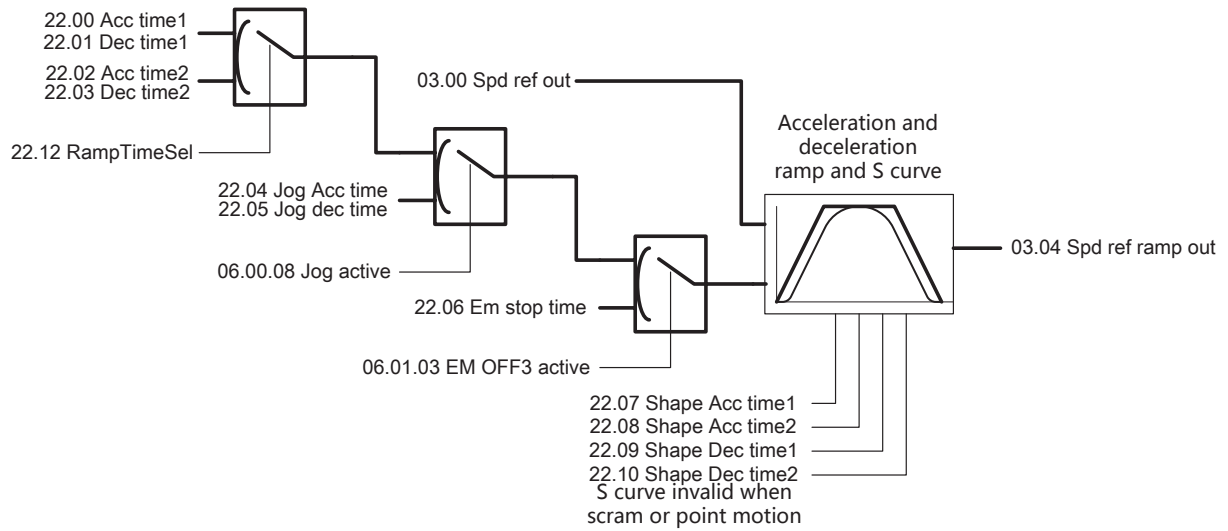 22.00 Acc time1
22.01 Dec time1
22.02 Acc time2
22.03 Dec time2
22.12 RampTimeSel
03.00 Spd ref out
22.04 Jog Acc time
22.05 Jog dec time
06.00.08 Jog active
Acceleration and
deceleration
ramp and S curve
03.04 Spd ref ramp out
22.06 Em stop time
06.01.03 EM OFF3 active
22.07 Shape Acc time1
22.08 Shape Acc time2
22.09 Shape Dec time1
22.10 Shape Dec time2
S curve invalid when
scram or point motion